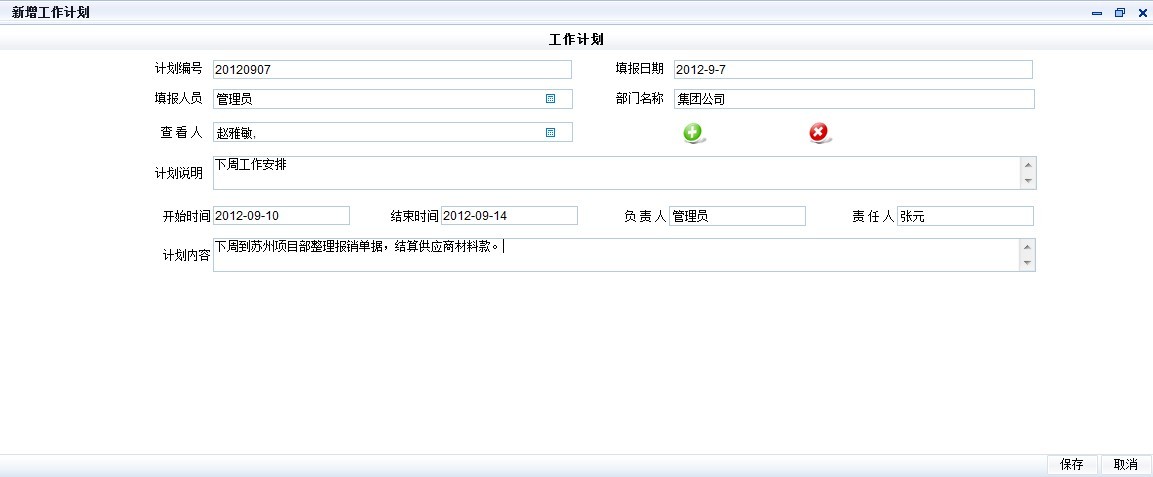 新增工作计划
工作计划
计划编号 20120907 填报日期 2012-9-7
填报人员 管理员 部门名称 集团公司
查看人 赵雅敏,
计划说明 下周工作安排
开始时间 2012-09-10 结束时间 2012-09-14 负责人 管理员 责任人 张元
计划内容 下周到苏州项目部整理报销单据，结算供应商材料款。
保存 取消